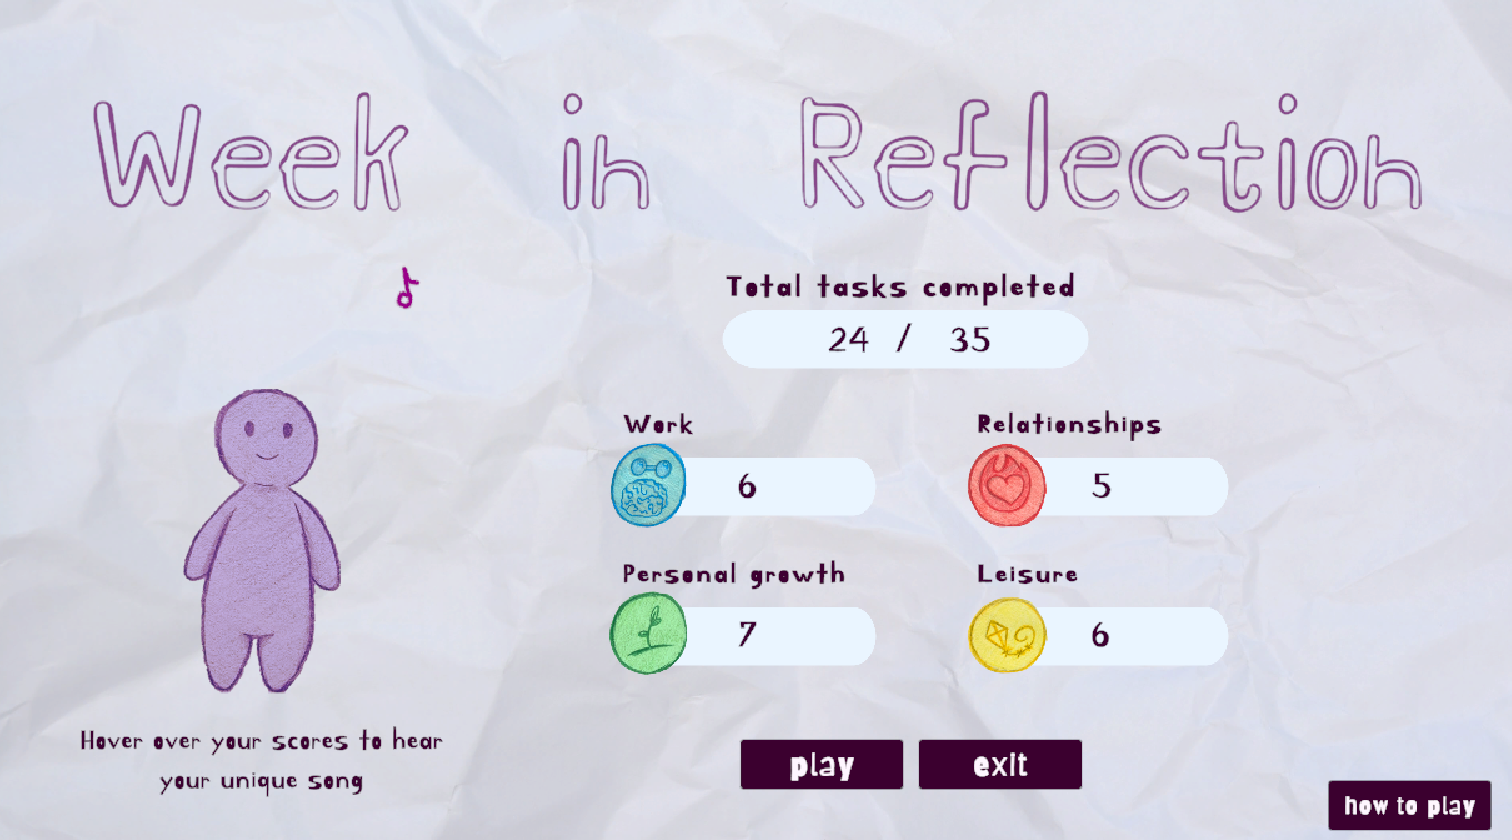 Week in Reflection
Total tasks completed
24 / 35
Work
Relationships
6
5
Personal growth
Leisure
7
6
Hover over your scores to hear
your unique song
play
exit
how to play